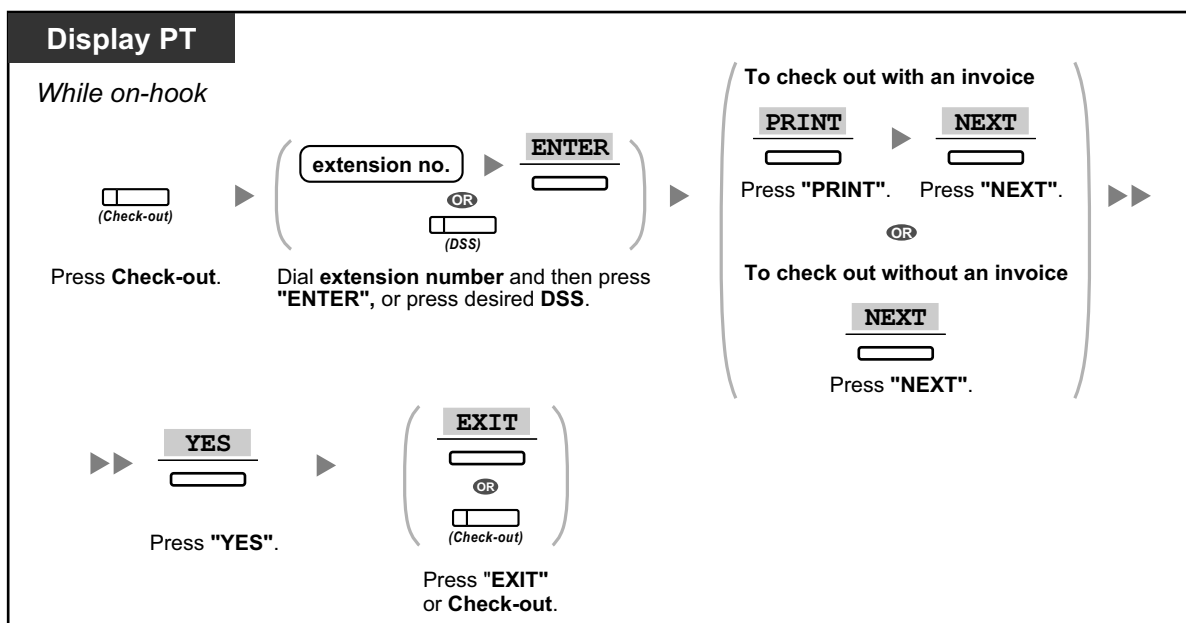 Display PT
While on-hook
(Check-out)
Press Check-out.
extension no.
ENTER
OR
(DSS)
Dial extension number and then press
"ENTER", or press desired DSS.
To check out with an invoice
PRINT
NEXT
Press "PRINT".
Press "NEXT".
OR
To check out without an invoice
NEXT
Press "NEXT".
YES
Press "YES".
EXIT
OR
(Check-out)
Press "EXIT"
or Check-out.